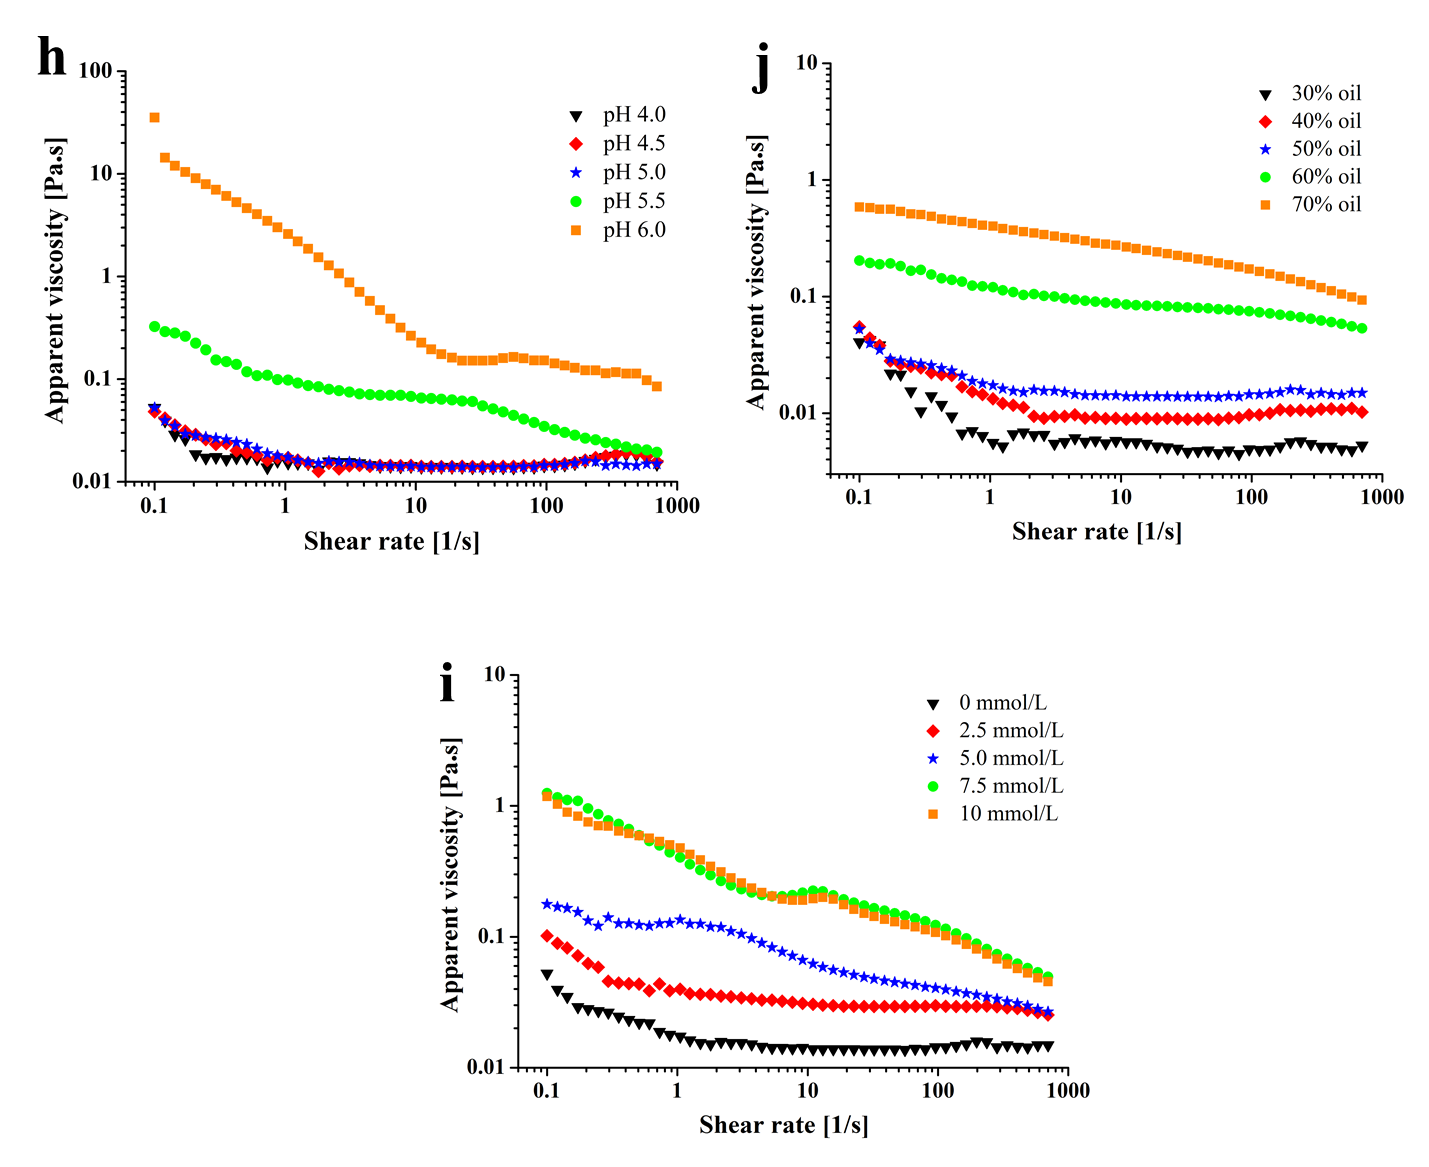 h
100
10
1
0.1
0.01
Apparent viscosity [Pa.s]
pH 4.0
pH 4.5
pH 5.0
pH 5.5
pH 6.0
0.1 1 10 100 1000
Shear rate [1/s]
j
10
1
0.1
0.01
Apparent viscosity [Pa.s]
30% oil
40% oil
50% oil
60% oil
70% oil
0.1 1 10 100 1000
Shear rate [1/s]
i
10
1
0.1
0.01
Apparent viscosity [Pa.s]
0 mmol/L
2.5 mmol/L
5.0 mmol/L
7.5 mmol/L
10 mmol/L
0.1 1 10 100 1000
Shear rate [1/s]